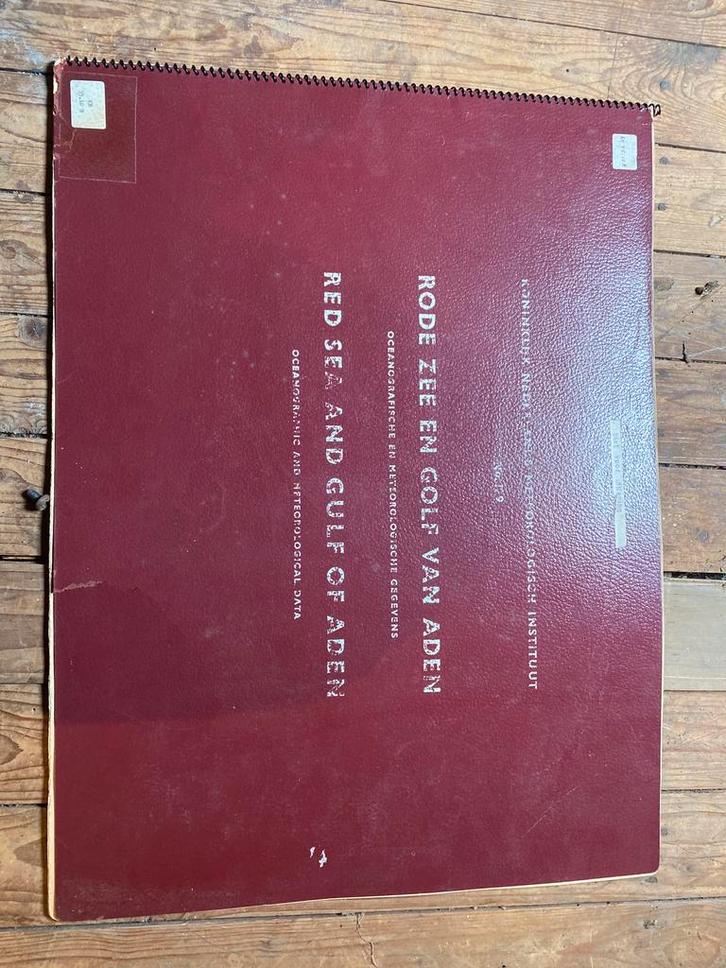 KONINKLIJK NEDERLANDS METEOROLOGISCH INSTITUUT
RODE ZEE EN GOLF VAN ADEN
OCEANOGRAFISCHE EN METEOROLOGISCHE GEGEVENS
RED SEA AND GULF OF ADEN
OCEANOGRAPHIC AND METEOROLOGICAL DATA